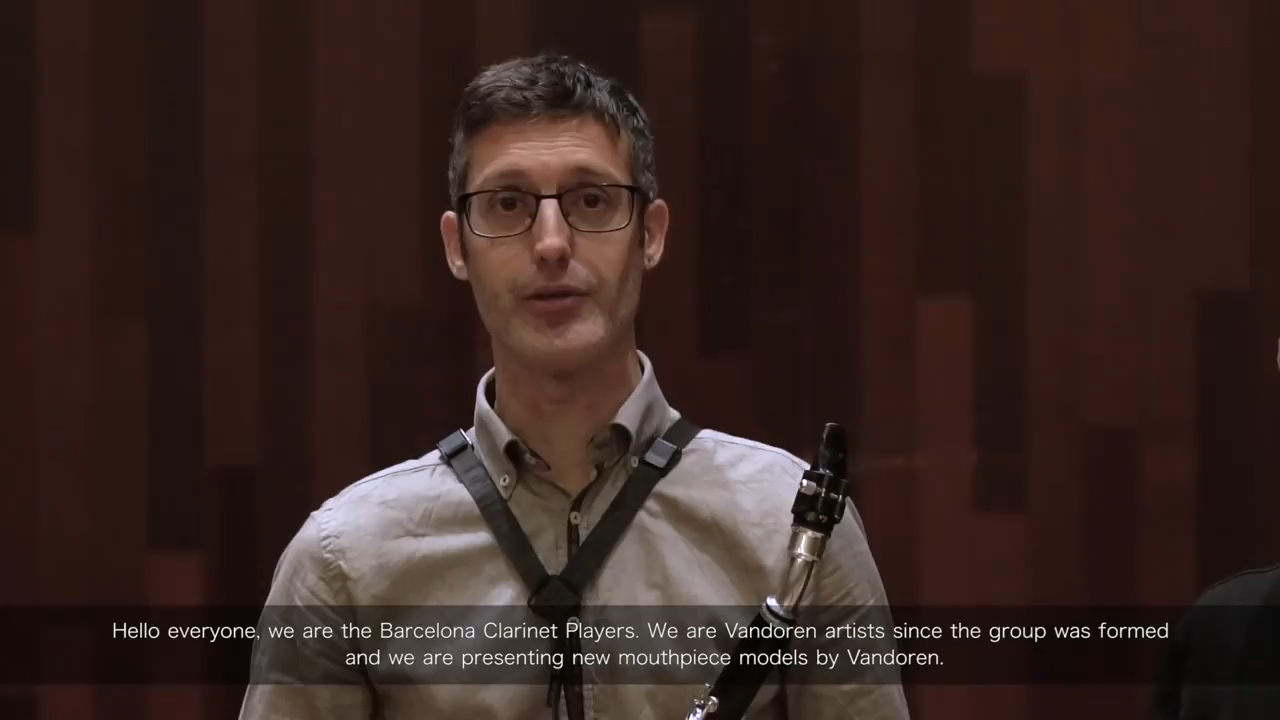 Hello everyone, we are the Barcelona Clarinet Players. We are Vandoren artists since the group was formed
and we are presenting new mouthpiece models by Vandoren.